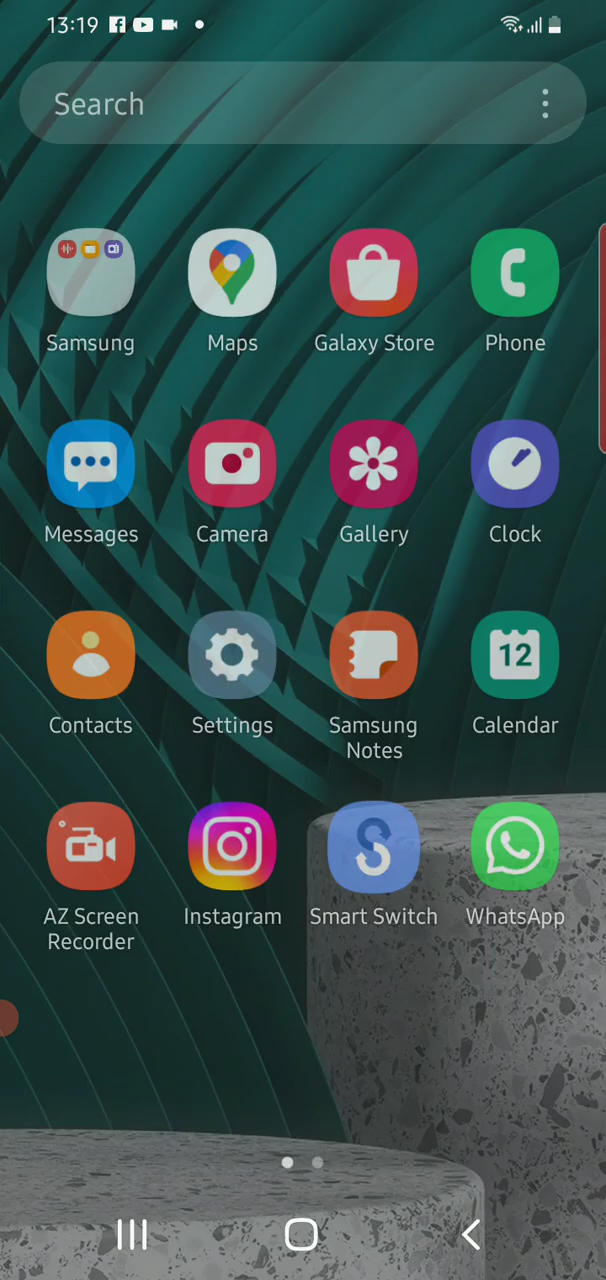 13:19
Search
Samsung
Maps
Galaxy Store
Phone
Messages
Camera
Gallery
Clock
Contacts
Settings
Samsung
Notes
12
Calendar
AZ Screen
Recorder
Instagram
Smart Switch
WhatsApp